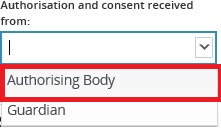 Authorisation and consent received
from:
Authorising Body
Guardian